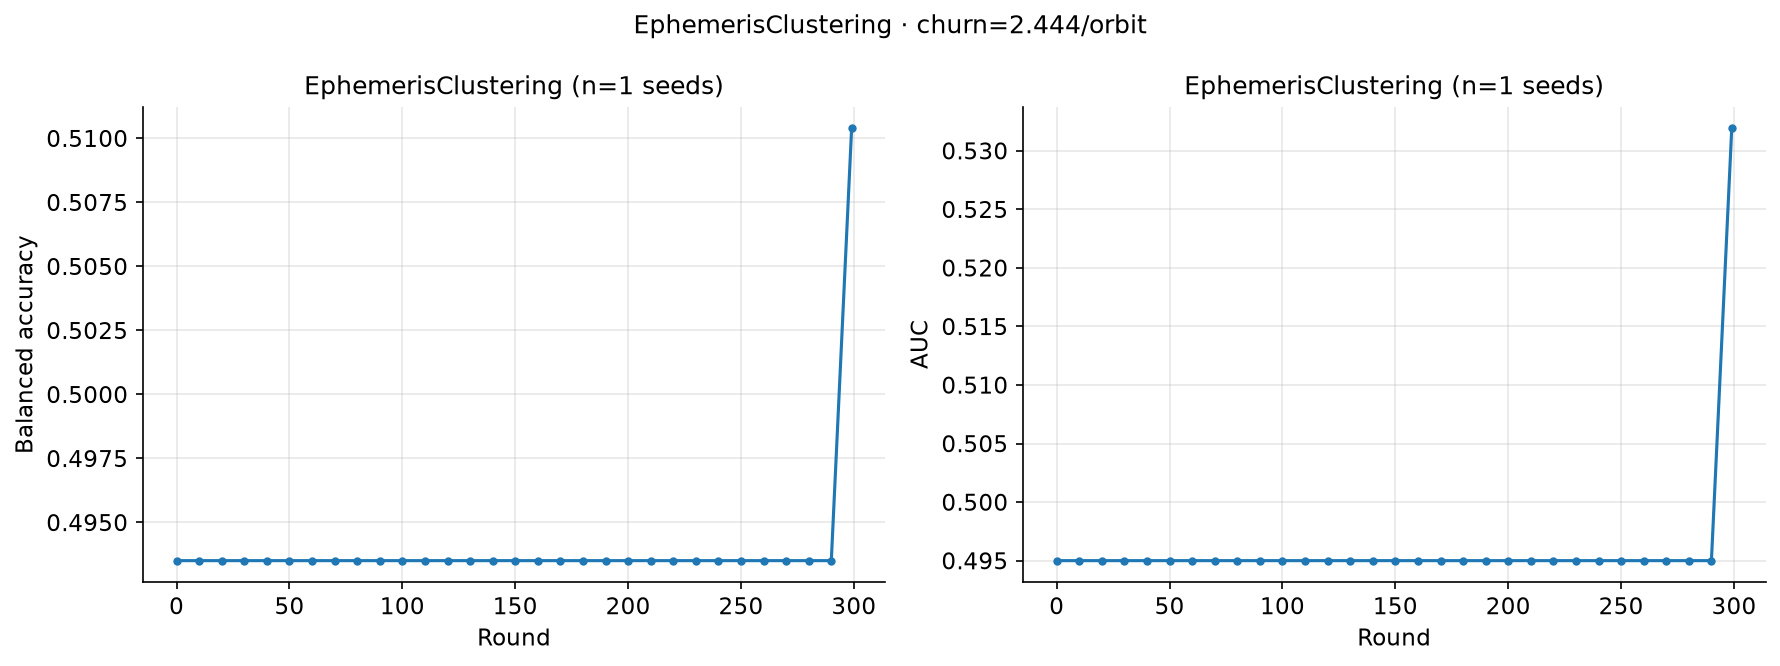 EphemerisClustering · churn=2.444/orbit
EphemerisClustering (n=1 seeds)
Balanced accuracy
0.5100
0.5075
0.5050
0.5025
0.5000
0.4975
0.4950
0 50 100 150 200 250 300
Round
EphemerisClustering (n=1 seeds)
AUC
0.530
0.525
0.520
0.515
0.510
0.505
0.500
0.495
0 50 100 150 200 250 300
Round